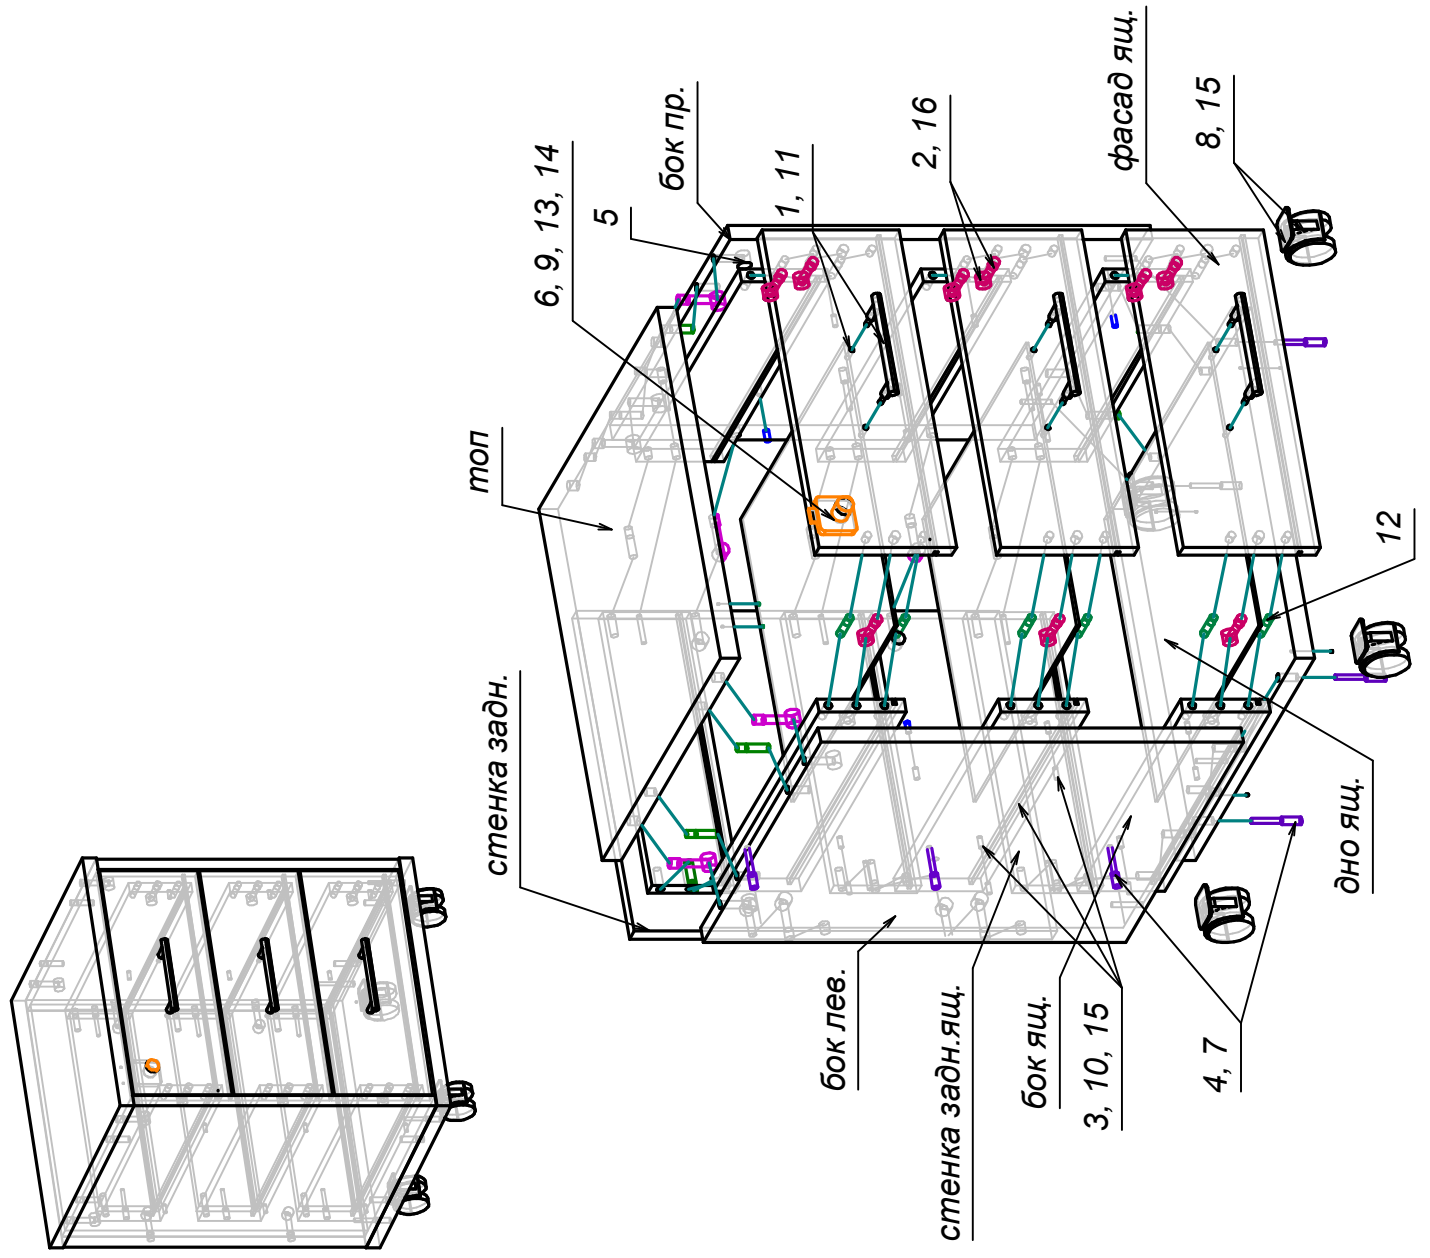 топ
стенка задн.
6, 9, 13, 14
5
бок пр.
1, 11
2, 16
фасад ящ.
8, 15
12
дно ящ.
4, 7
3, 10, 15
бок ящ.
стенка задн.ящ.
бок лев.